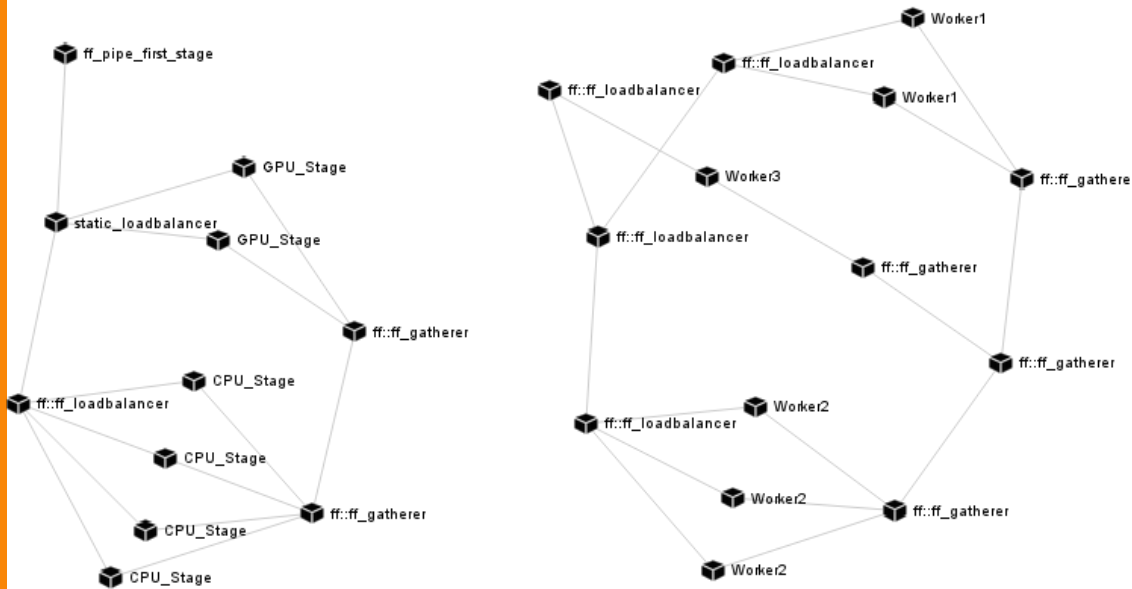 ff_pipe_first_stage
GPU_Stage
static_loadbalancer
GPU_Stage
ff::ff_gatherer
CPU_Stage
ff::ff_loadbalancer
CPU_Stage
ff::ff_gatherer
CPU_Stage
CPU_Stage
Worker1
ff::ff_loadbalancer
ff::ff_loadbalancer
Worker1
Worker3
ff::ff_gathere
ff::ff_loadbalancer
ff::ff_gatherer
ff::ff_gatherer
Worker2
ff::ff_loadbalancer
Worker2
ff::ff_gatherer
Worker2